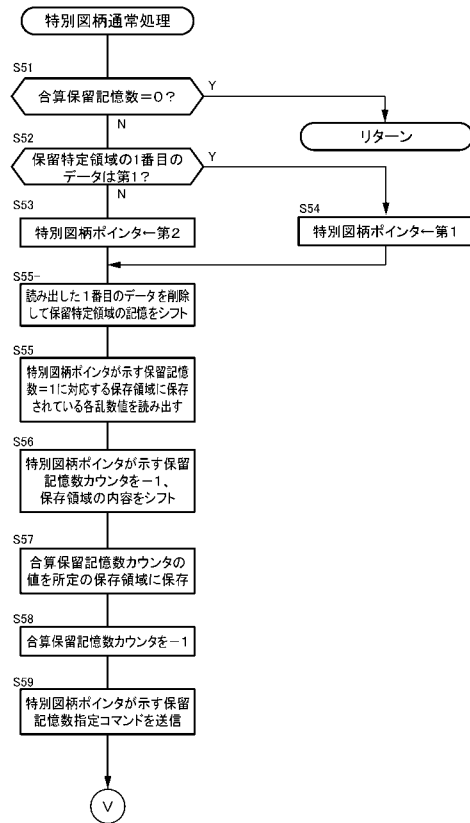 特別図柄通常処理
S51
合算保留記憶数=0?
Y
N
リターン
S52
保留特定領域の1番目の
データは第1?
Y
N
S53
特別図柄ポインタ←第2
S54
特別図柄ポインタ←第1
S55-
読み出した1番目のデータを削除
して保留特定領域の記憶をシフト
S55
特別図柄ポインタが示す保留記憶
数=1に対応する保存領域に保存
されている各乱数値を読み出す
S56
特別図柄ポインタが示す保留
記憶数カウンタを-1、
保存領域の内容をシフト
S57
合算保留記憶数カウンタの
値を所定の保存領域に保存
S58
合算保留記憶数カウンタを-1
S59
特別図柄ポインタが示す保留
記憶数指定コマンドを送信
V